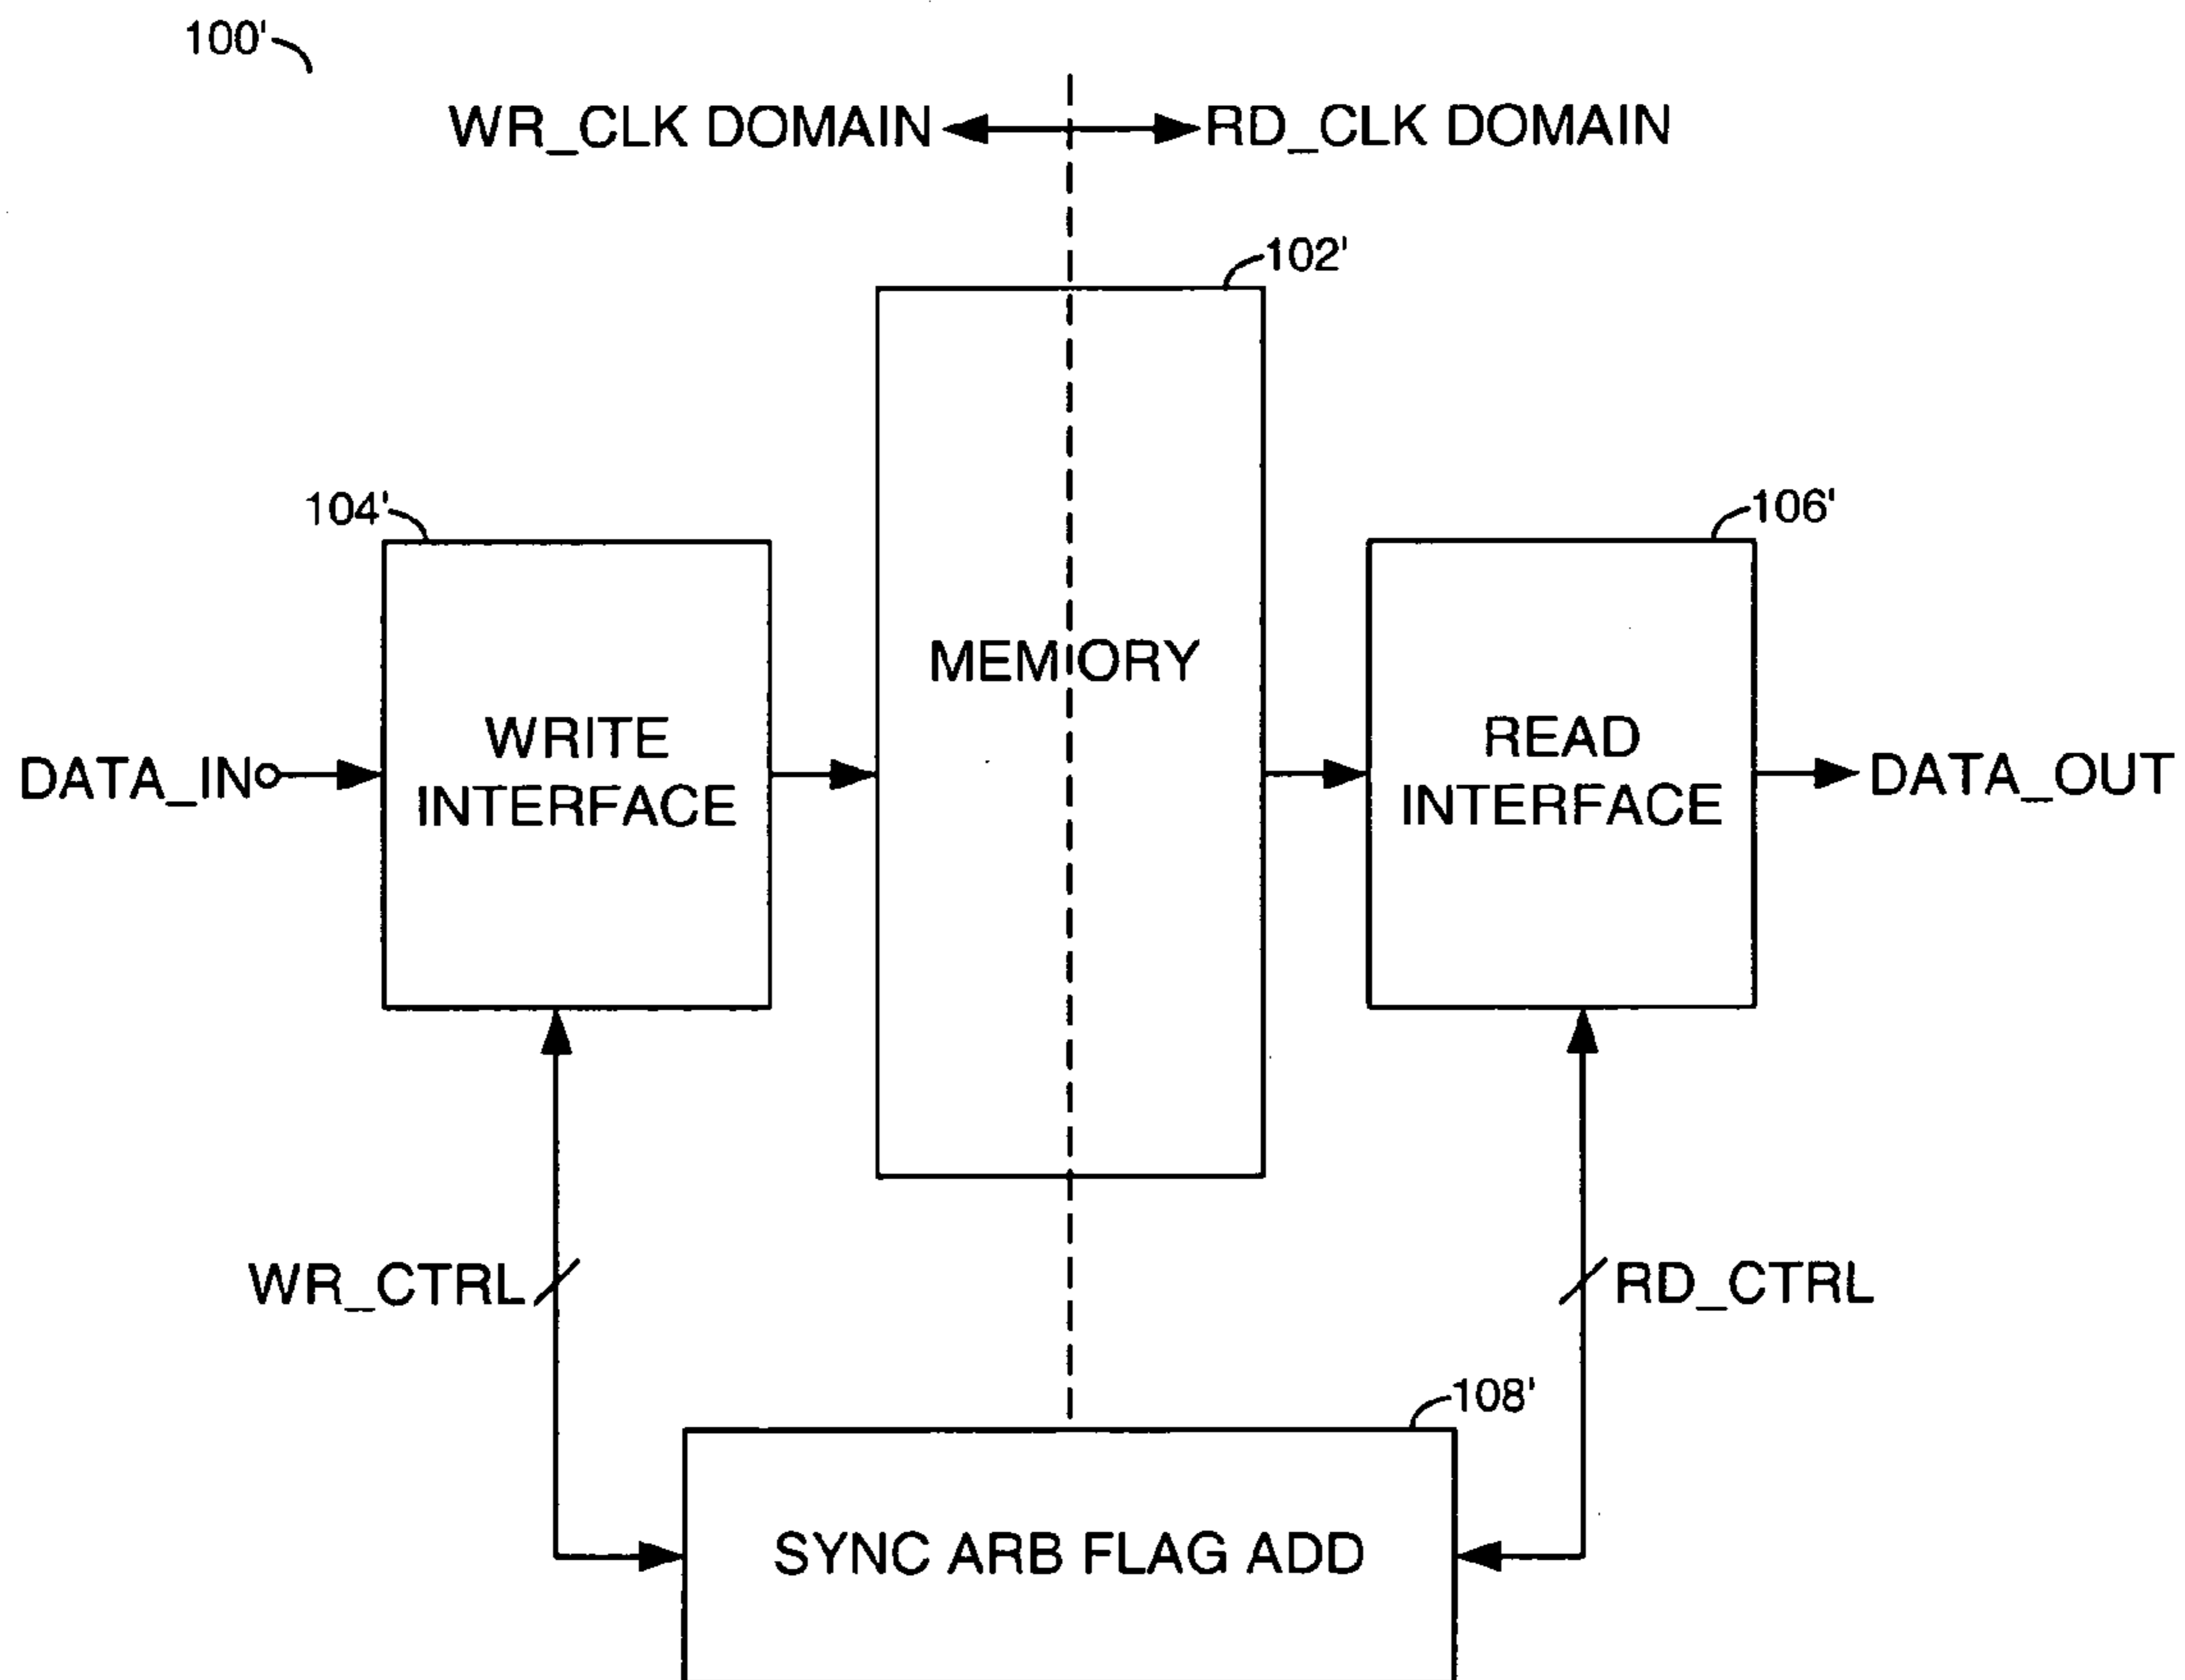 100'
WR_CLK DOMAIN
RD_CLK DOMAIN
102'
104'
106'
MEMORY
WRITE
INTERFACE
READ
INTERFACE
DATA_IN
DATA_OUT
WR_CTRL
RD_CTRL
108'
SYNC ARB FLAG ADD